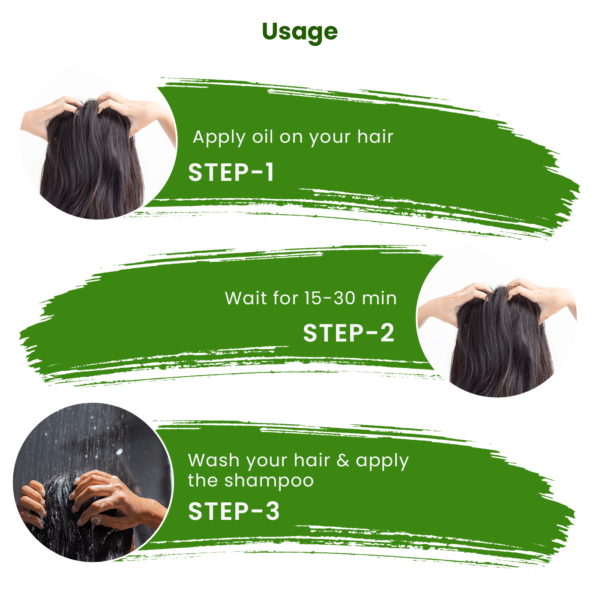 Usage
Apply oil on your hair
STEP-1
Wait for 15-30 min
STEP-2
Wash your hair & apply
the shampoo
STEP-3